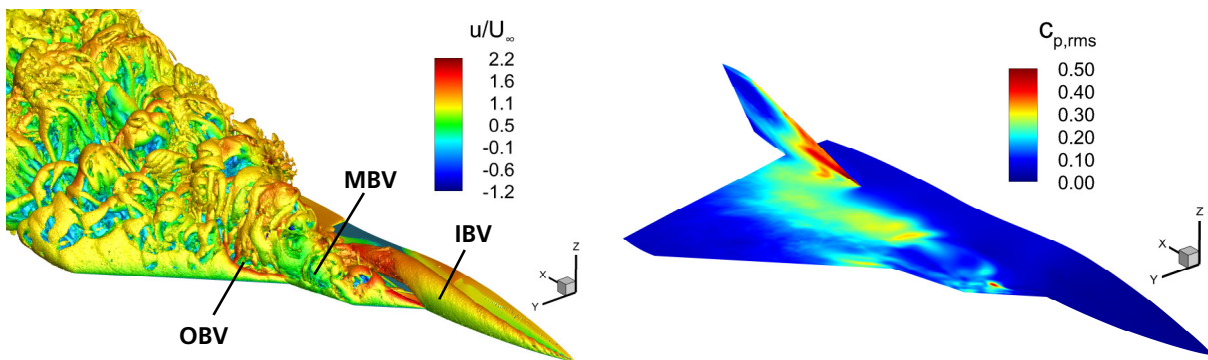 u/U∞
2.2
1.6
1.1
0.5
-0.1
-0.6
-1.2
MBV
IBV
OBV
Z
X
Y
Cp,rms
0.50
0.40
0.30
0.20
0.10
0.00
Z
X
Y